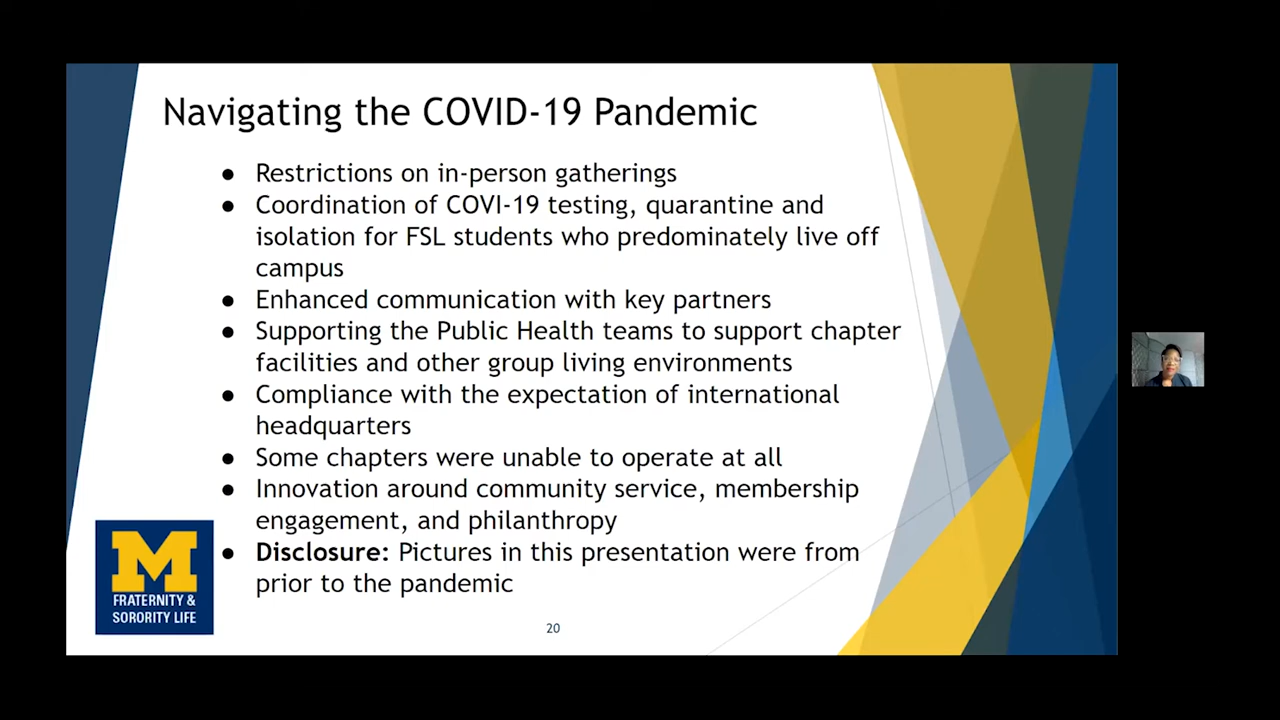 Navigating the COVID-19 Pandemic
● Restrictions on in-person gatherings
● Coordination of COVI-19 testing, quarantine and
isolation for FSL students who predominately live off
campus
● Enhanced communication with key partners
● Supporting the Public Health teams to support chapter
facilities and other group living environments
● Compliance with the expectation of international
headquarters
● Some chapters were unable to operate at all
● Innovation around community service, membership
engagement, and philanthropy
● Disclosure: Pictures in this presentation were from
prior to the pandemic
M
FRATERNITY &
SORORITY LIFE
20